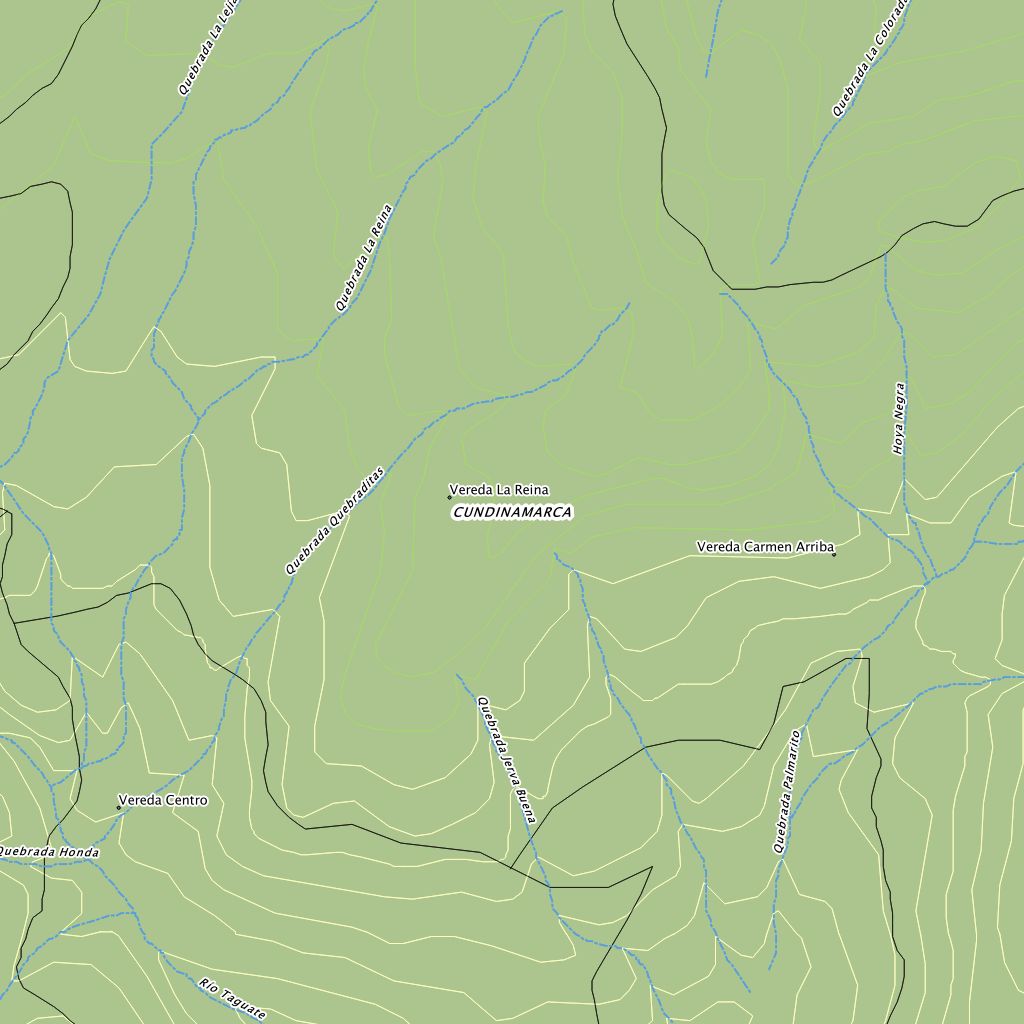 Quebrada La Lejía
Quebrada La Colorada
Quebrada La Reina
Hoya Negra
Quebrada Quebraditas
Vereda La Reina
CUNDINAMARCA
Vereda Carmen Arriba
Quebrada Jerva Buena
Quebrada Palmarito
Vereda Centro
Quebrada Honda
Río Taguate